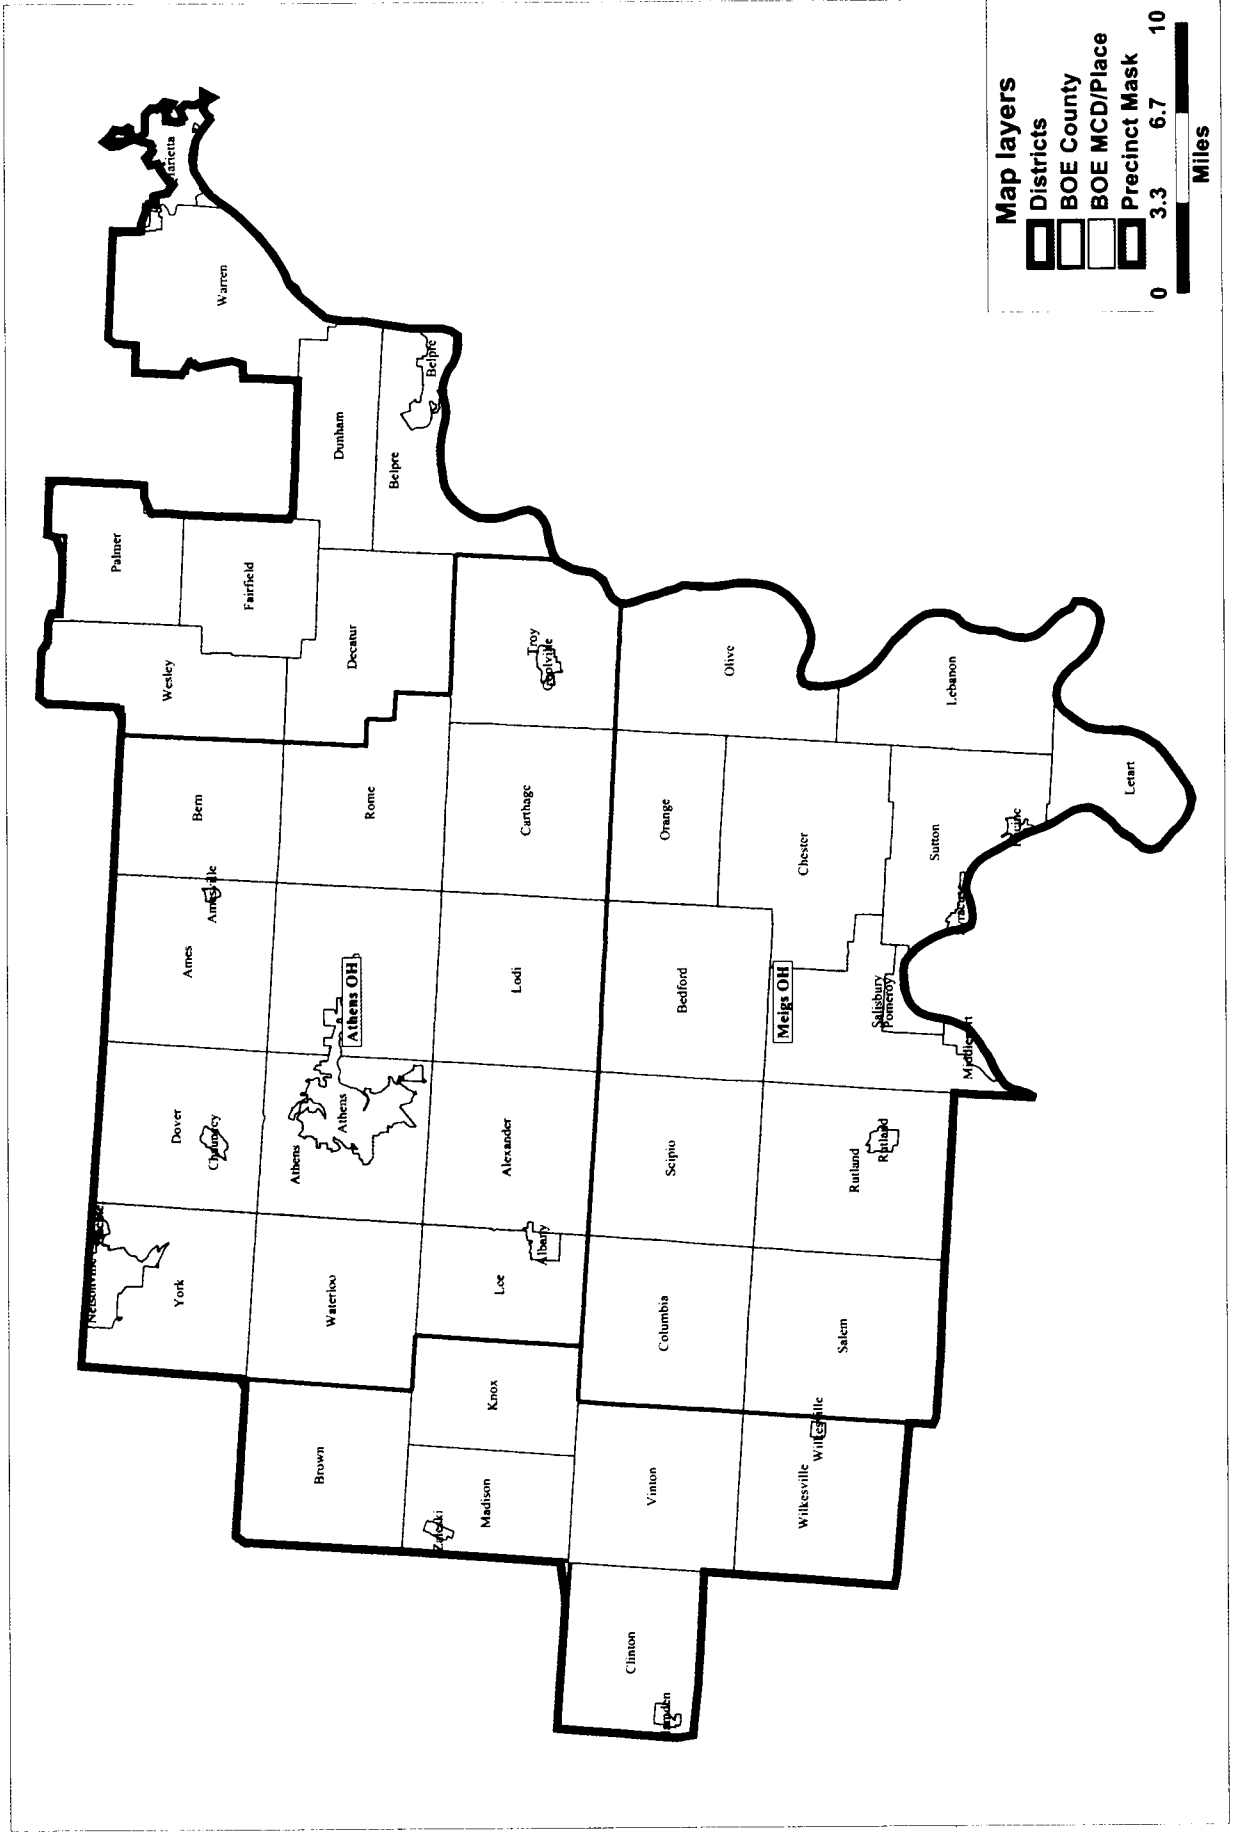 Marietta
Warren
Dunham
Belpre
Belpre
Palmer
Fairfield
Wesley
Decatur
Troy
Coolville
Olive
Lebanon
Letart
Bern
Rome
Carthage
Orange
Chester
Sutton
Racine
Amesville
Ames
Athens OH
Lodi
Bedford
Meigs OH
Salisbury
Pomeroy
Syracuse
Middleport
Dover
Chauncey
Athens
Athens
Alexander
Scipio
Rutland
Rutland
Nelsonville
York
Waterloo
Lee
Albany
Columbia
Salem
Brown
Knox
Madison
Zaleski
Vinton
Wilkesville
Wilkesville
Clinton
Map layers
Districts
BOE County
BOE MCD/Place
Precinct Mask
0 3.3 6.7 10
Miles